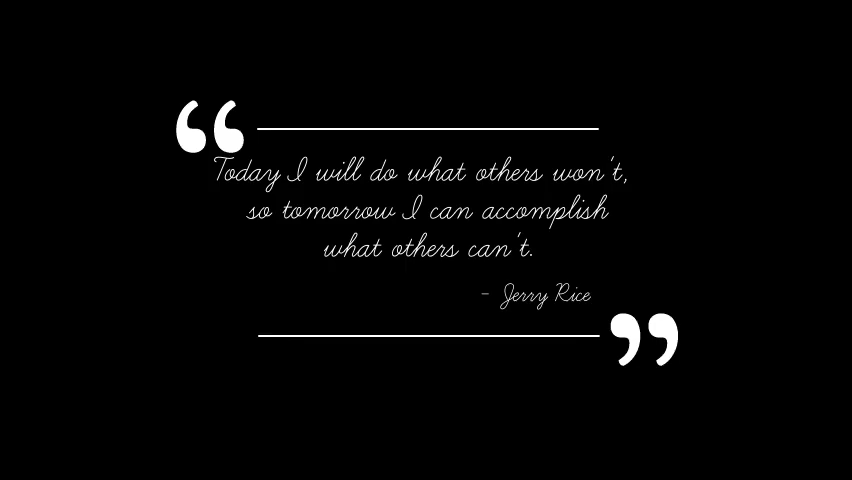 “
Today I will do what others won't,
so tomorrow I can accomplish
what others can't.
- Jerry Rice
”